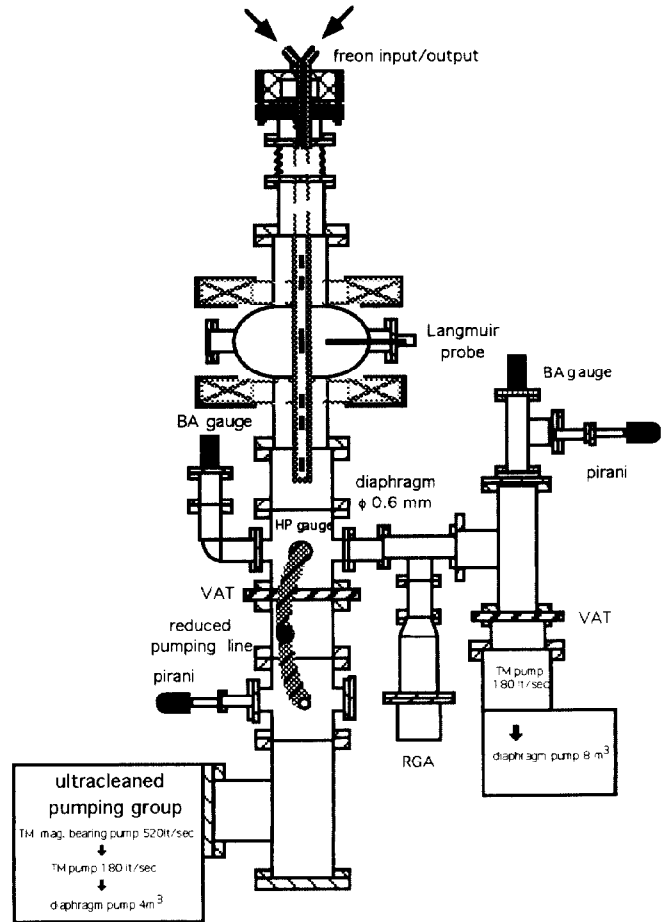 freon input/output
Langmuir
probe
BA gauge
BA gauge
pirani
diaphragm
φ 0.6 mm
HP gauge
VAT
reduced
pumping line
VAT
pirani
TM pump
180 lt/sec
RGA
diaphragm pump 8 m3
ultracleaned
pumping group
TM mag. bearing pump 520lt/sec
TM pump 180 lt/sec
diaphragm pump 4m3